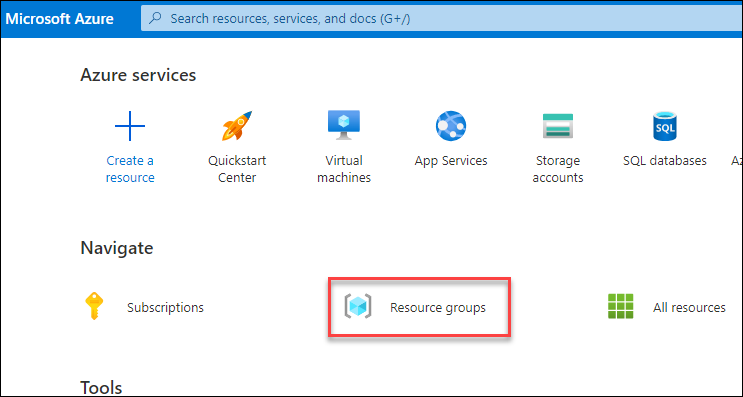 Microsoft Azure
Search resources, services, and docs (G+/)
Azure services
Create a
resource
Quickstart
Center
Virtual
machines
App Services
Storage
accounts
SQL
SQL databases
Az
Navigate
Subscriptions
Resource groups
All resources
Tools